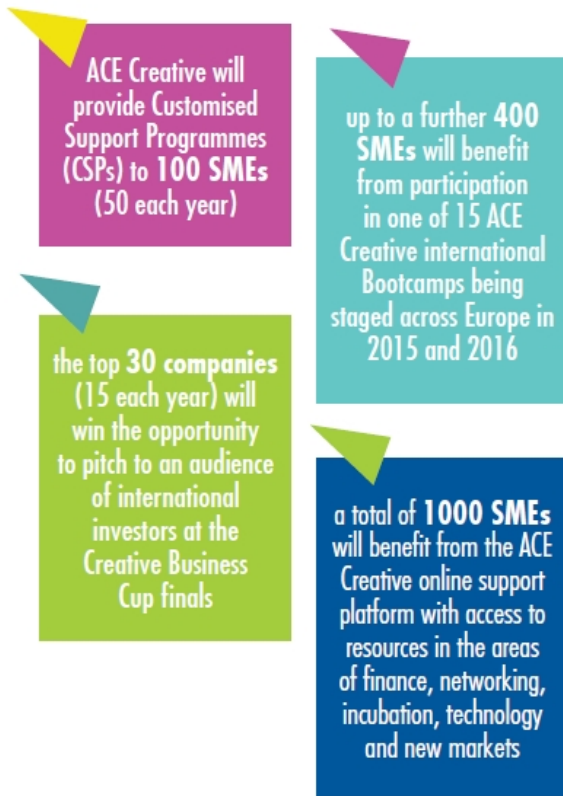 ACE Creative will
provide Customised
Support Programmes
(CSPs) to 100 SMEs
(50 each year)
up to a further 400
SMEs will benefit
from participation
in one of 15 ACE
Creative international
Bootcamps being
staged across Europe in
2015 and 2016
the top 30 companies
(15 each year) will
win the opportunity
to pitch to an audience
of international
investors at the
Creative Business
Cup finals
a total of 1000 SMEs
will benefit from the ACE
Creative online support
platform with access to
resources in the areas
of finance, networking,
incubation, technology
and new markets